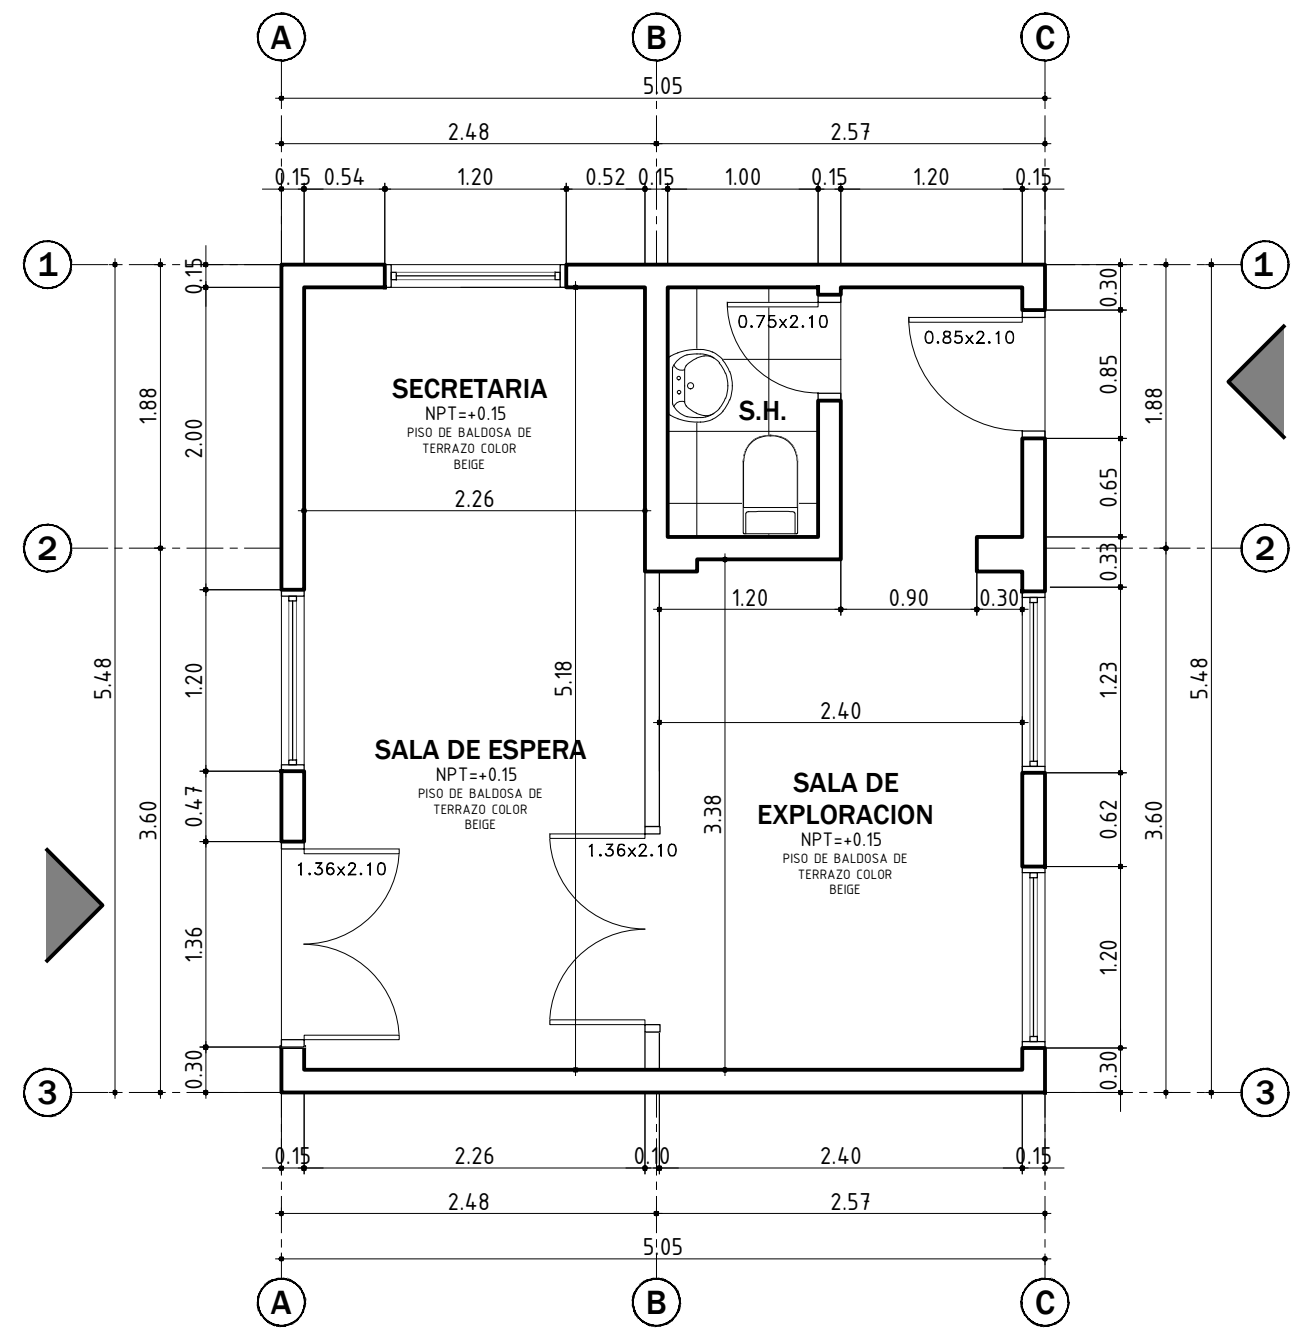 A B C
5.05
2.48 2.57
0.15 0.54 1.20 0.52 0.15 1.00 0.15 1.20 0.15
1 1
0.15 0.30
0.75x2.10 0.85x2.10
0.85
SECRETARIA
NPT=+0.15
PISO DE BALDOSA DE
TERRAZO COLOR
BEIGE
S.H.
1.88 2.00 1.88
0.65
2.26
2 2
0.33
1.20 0.90 0.30
5.48 1.20 5.18 1.23 5.48
2.40
SALA DE ESPERA
NPT=+0.15
PISO DE BALDOSA DE
TERRAZO COLOR
BEIGE
SALA DE
EXPLORACION
NPT=+0.15
PISO DE BALDOSA DE
TERRAZO COLOR
BEIGE
3.60 0.47 3.38 0.62 3.60
1.36x2.10 1.36x2.10
1.36 1.20
0.30 0.30
3 3
0.15 2.26 0.10 2.40 0.15
2.48 2.57
5.05
A B C